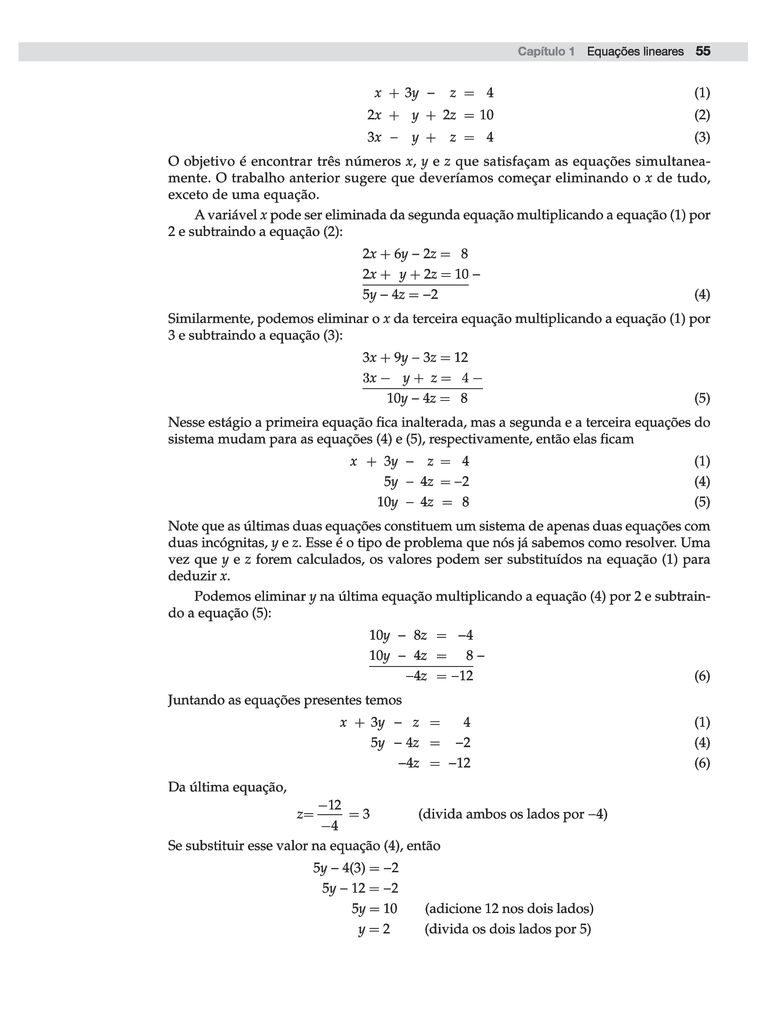 Capítulo 1 Equações lineares 55
x + 3y – z = 4 (1)
2x + y + 2z = 10 (2)
3x – y + z = 4 (3)
O objetivo é encontrar três números x, y e z que satisfaçam as equações simultanea-
mente. O trabalho anterior sugere que deveríamos começar eliminando o x de tudo,
exceto de uma equação.
A variável x pode ser eliminada da segunda equação multiplicando a equação (1) por
2 e subtraindo a equação (2):
2x + 6y – 2z = 8
2x + y + 2z = 10 –
5y – 4z = –2 (4)
Similarmente, podemos eliminar o x da terceira equação multiplicando a equação (1) por
3 e subtraindo a equação (3):
3x + 9y – 3z = 12
3x – y + z = 4 –
10y – 4z = 8 (5)
Nesse estágio a primeira equação fica inalterada, mas a segunda e a terceira equações do
sistema mudam para as equações (4) e (5), respectivamente, então elas ficam
x + 3y – z = 4 (1)
5y – 4z = –2 (4)
10y – 4z = 8 (5)
Note que as últimas duas equações constituem um sistema de apenas duas equações com
duas incógnitas, y e z. Esse é o tipo de problema que nós já sabemos como resolver. Uma
vez que y e z forem calculados, os valores podem ser substituídos na equação (1) para
deduzir x.
Podemos eliminar y na última equação multiplicando a equação (4) por 2 e subtrain-
do a equação (5):
10y – 8z = –4
10y – 4z = 8 –
–4z = –12 (6)
Juntando as equações presentes temos
x + 3y – z = 4 (1)
5y – 4z = –2 (4)
–4z = –12 (6)
Da última equação,
z= −12/−4 = 3 (divida ambos os lados por –4)
Se substituir esse valor na equação (4), então
5y – 4(3) = –2
5y – 12 = –2
5y = 10 (adicione 12 nos dois lados)
y = 2 (divida os dois lados por 5)